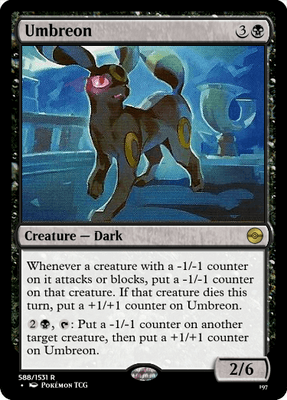 Umbreon 3
Creature — Dark
Whenever a creature with a -1/-1 counter
on it attacks or blocks, put a -1/-1 counter
on that creature. If that creature dies this
turn, put a +1/+1 counter on Umbreon.
2 , : Put a -1/-1 counter on another
target creature, then put a +1/+1 counter
on Umbreon.
2/6
588/1531 R
• POKÉMON TCG